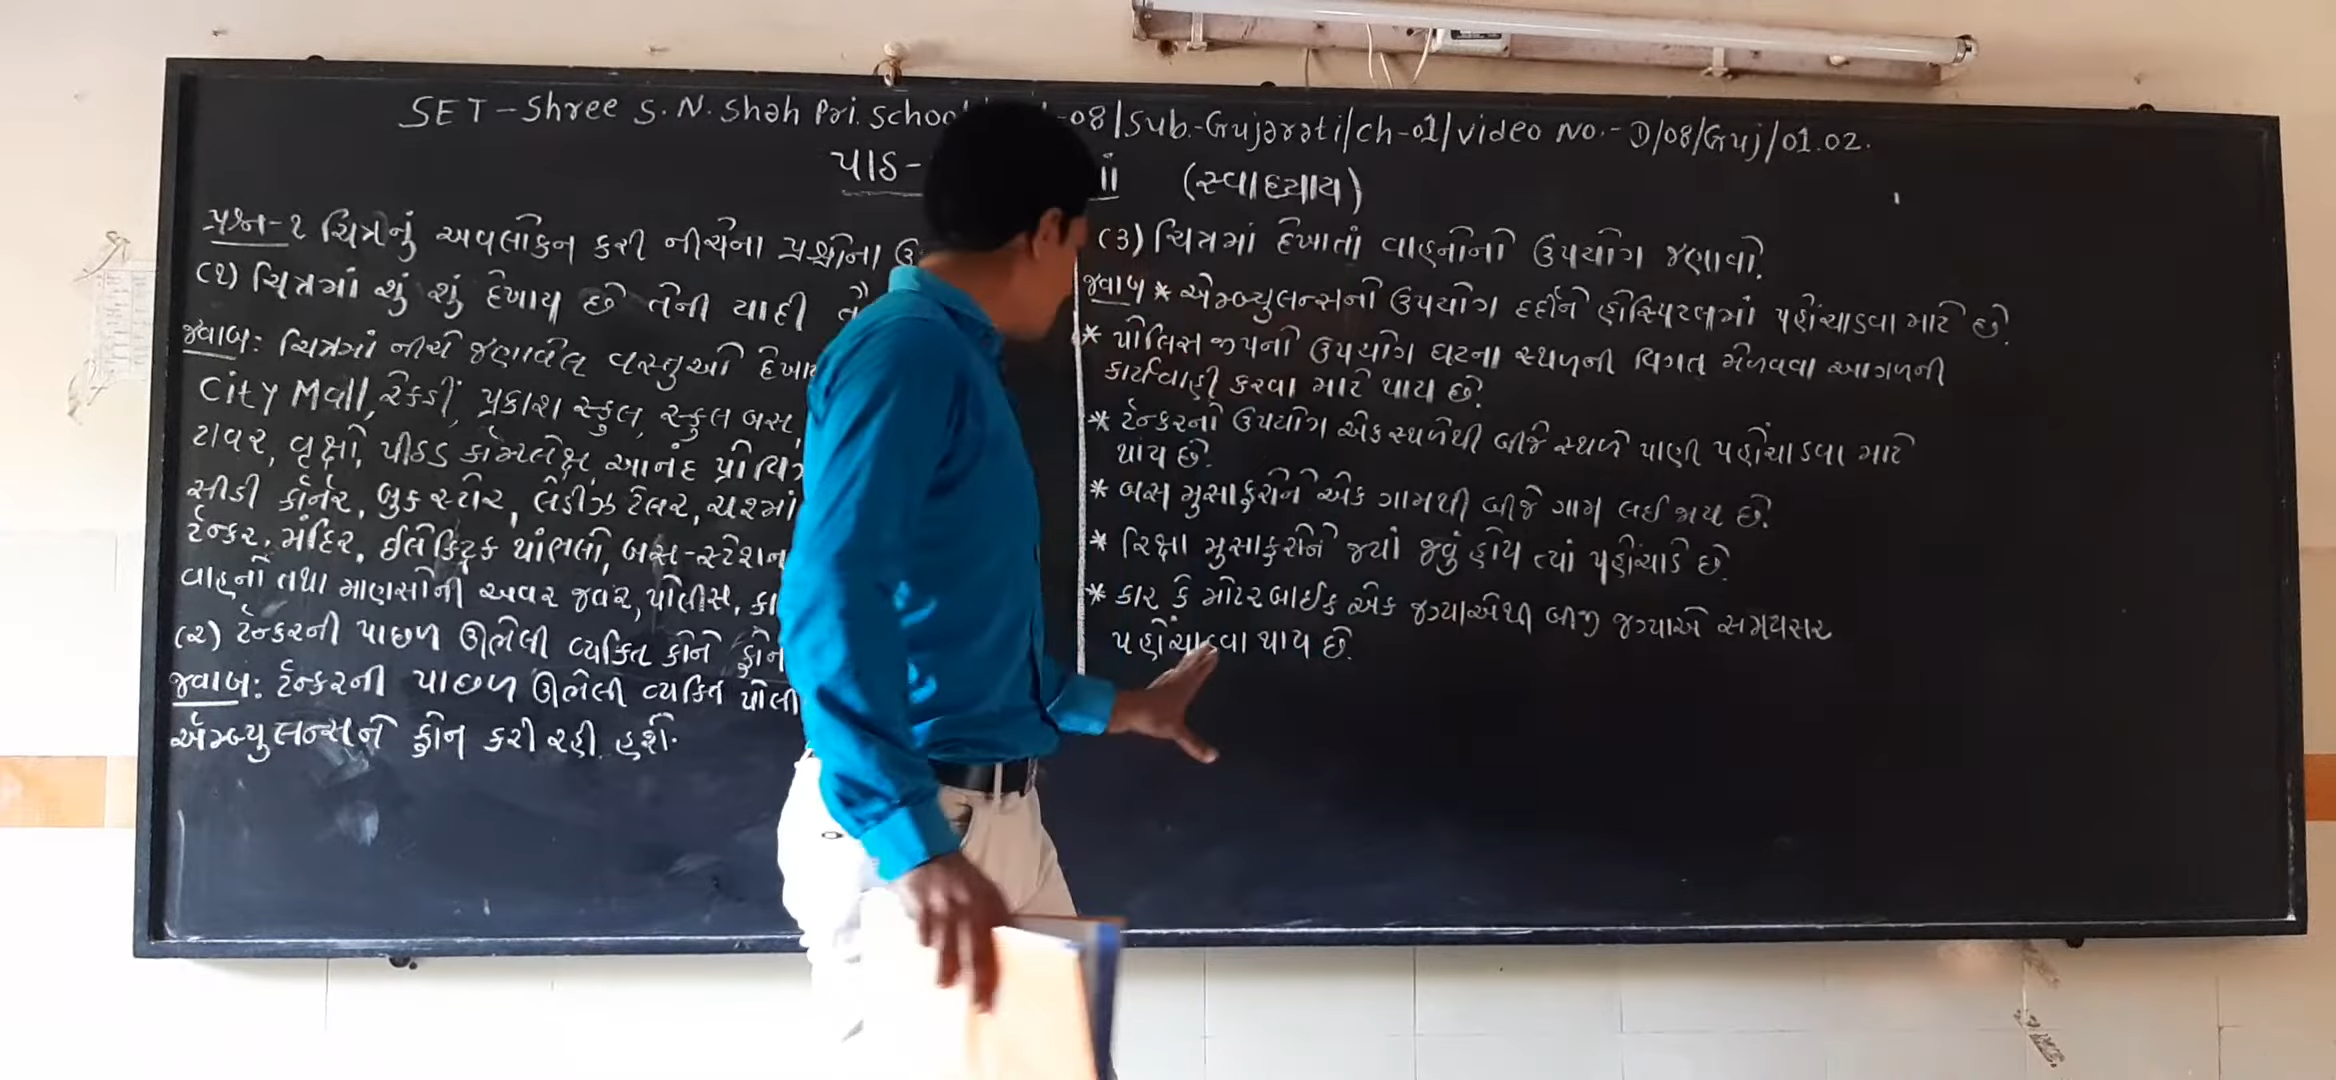 SET - Shree S. N. Shah Pri. School -08/Sub.-Gujarati/ch-01/video No.- D/08/Guj/01.02.
પાઠ- (સ્વાધ્યાય)
પ્રશ્ન-૧ ચિત્રનું અવલોકન કરી નીચેના પ્રશ્નોના
(૧) ચિત્રમાં શું શું દેખાય છે તેની યાદી
જવાબ: ચિત્રમાં નીચે જણાવેલ વસ્તુઓ
City Mall, રેકડી, પ્રકાશ સ્કુલ, સ્કુલ બસ,
ટાવર, વૃક્ષો, પીઠડ કોમ્પ્લેક્ષ, આનંદ
સીડી કોર્નર, બુક સ્ટોર, લેડીઝ ટેલર, ચશ્માં
ટેન્કર, મંદિર, ઈલેક્ટ્રિક થાંભલો, બસ-સ્ટેશન
વાહનો તથા માણસોની અવર જવર, પોલીસ,
(૨) ટેન્કરની પાછળ ઊભેલી વ્યક્તિ કોને ફોન
જવાબ: ટેન્કરની પાછળ ઊભેલી વ્યક્તિ
ઍમ્બ્યુલન્સને ફોન કરી રહી હશે.
(૩) ચિત્રમાં દેખાતાં વાહનોનો ઉપયોગ જણાવો.
જવાબ * એમ્બ્યુલન્સનો ઉપયોગ દર્દીને હોસ્પિટલમાં પહોંચાડવા માટે છે.
* પોલિસ જીપનો ઉપયોગ ઘટના સ્થળની વિગત મેળવવા આગળની
કાર્યવાહી કરવા માટે થાય છે.
* ટેન્કરનો ઉપયોગ એક સ્થળેથી બીજે સ્થળે પાણી પહોંચાડવા માટે
થાય છે.
* બસ મુસાફરોને એક ગામથી બીજે ગામ લઈ જાય છે.
* રિક્ષા મુસાફરોને જ્યાં જવું હોય ત્યાં પહોંચાડે છે.
* કાર કે મોટરબાઈક એક જગ્યાએથી બીજી જગ્યાએ સમયસર
પહોંચાડવા થાય છે.